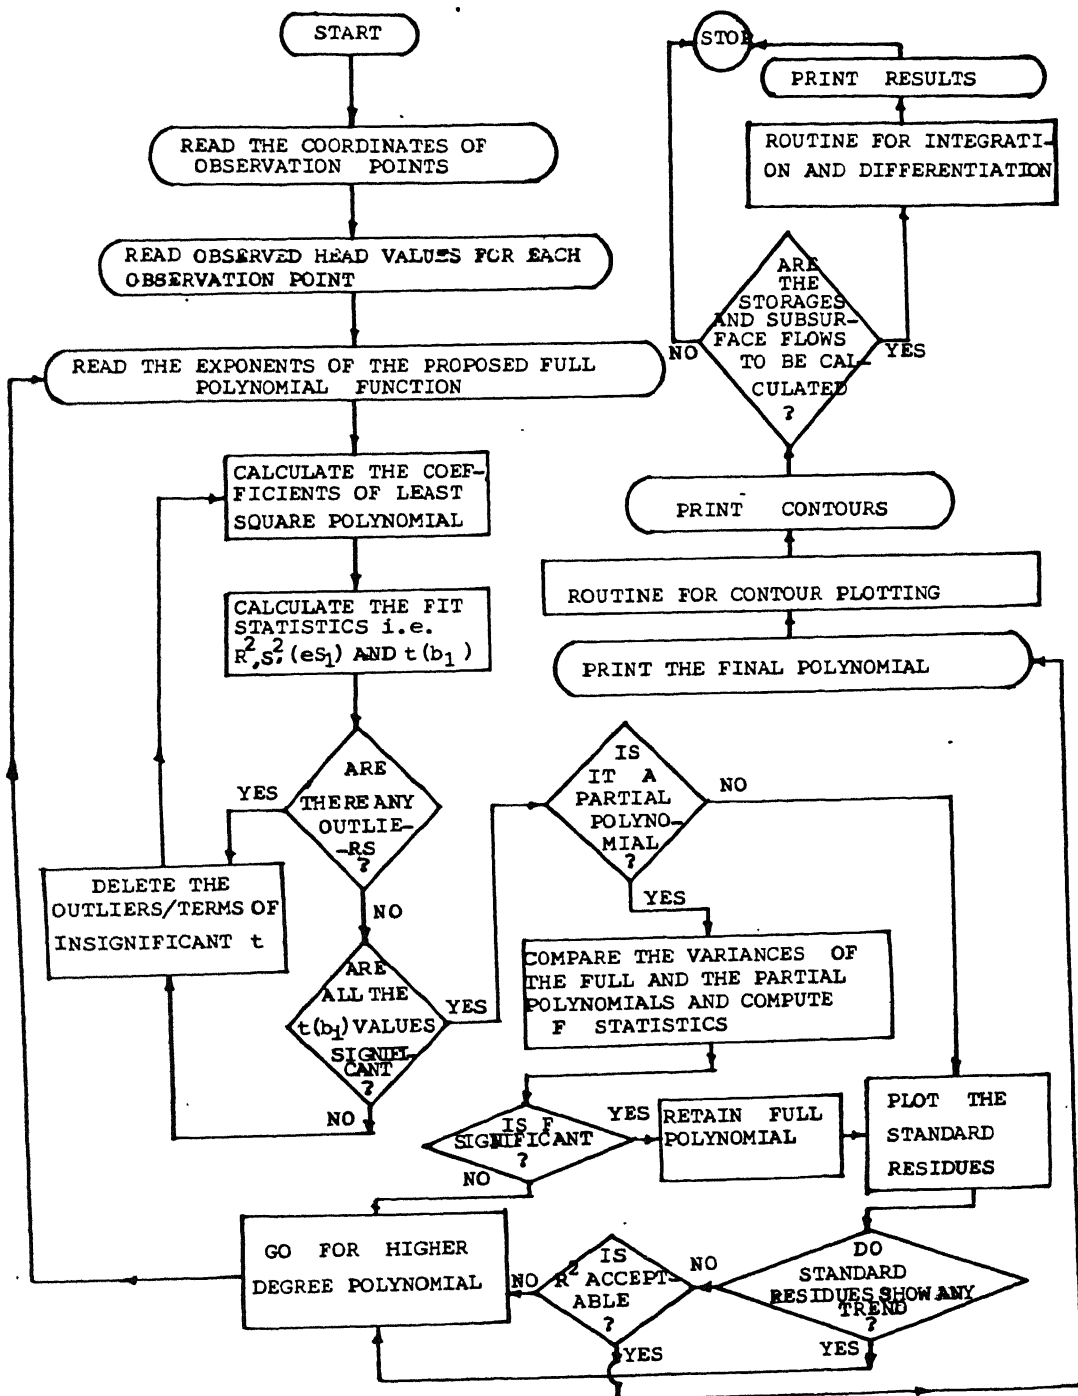 START
READ THE COORDINATES OF
OBSERVATION POINTS
READ OBSERVED HEAD VALUES FOR EACH
OBSERVATION POINT
READ THE EXPONENTS OF THE PROPOSED FULL
POLYNOMIAL FUNCTION
CALCULATE THE COEF-
FICIENTS OF LEAST
SQUARE POLYNOMIAL
CALCULATE THE FIT
STATISTICS i.e.
R²,S²,(eS₁) AND t(b₁)
ARE
THERE ANY
OUTLIE-
-RS
?
YES
NO
DELETE THE
OUTLIERS/TERMS OF
INSIGNIFICANT t
ARE
ALL THE
t(b₁) VALUES
SIGNIFI-
CANT
?
YES
NO
IS
IT A
PARTIAL
POLYNO-
MIAL
?
NO
YES
COMPARE THE VARIANCES OF
THE FULL AND THE PARTIAL
POLYNOMIALS AND COMPUTE
F STATISTICS
IS F
SIGNIFICANT
?
YES
NO
RETAIN FULL
POLYNOMIAL
PLOT THE
STANDARD
RESIDUES
DO
STANDARD
RESIDUES SHOW ANY
TREND
?
NO
YES
IS
R² ACCEPT-
ABLE
?
NO
YES
GO FOR HIGHER
DEGREE POLYNOMIAL
PRINT THE FINAL POLYNOMIAL
ROUTINE FOR CONTOUR PLOTTING
PRINT CONTOURS
ARE
THE
STORAGES
AND SUBSUR-
FACE FLOWS
TO BE CAL-
CULATED
?
NO
YES
ROUTINE FOR INTEGRATI-
ON AND DIFFERENTIATION
PRINT RESULTS
STOP